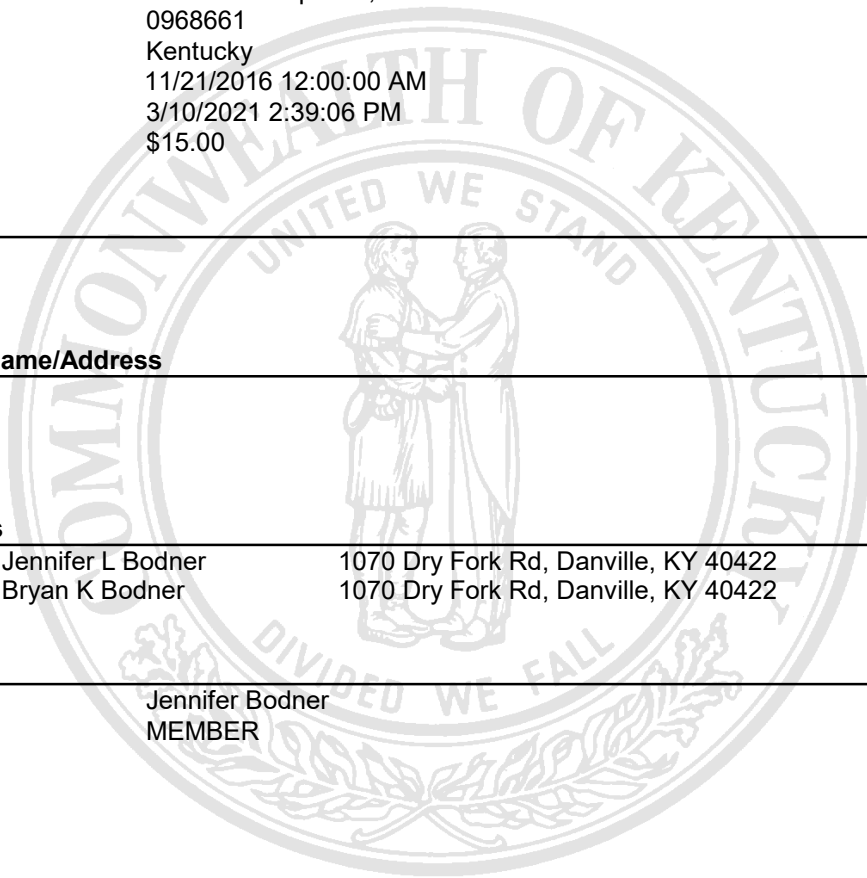 0968661
Kentucky
11/21/2016 12:00:00 AM
3/10/2021 2:39:06 PM
$15.00
COMMONWEALTH OF KENTUCKY
UNITED WE STAND
ame/Address
s
Jennifer L Bodner 1070 Dry Fork Rd, Danville, KY 40422
Bryan K Bodner 1070 Dry Fork Rd, Danville, KY 40422
DIVIDED WE FALL
Jennifer Bodner
MEMBER